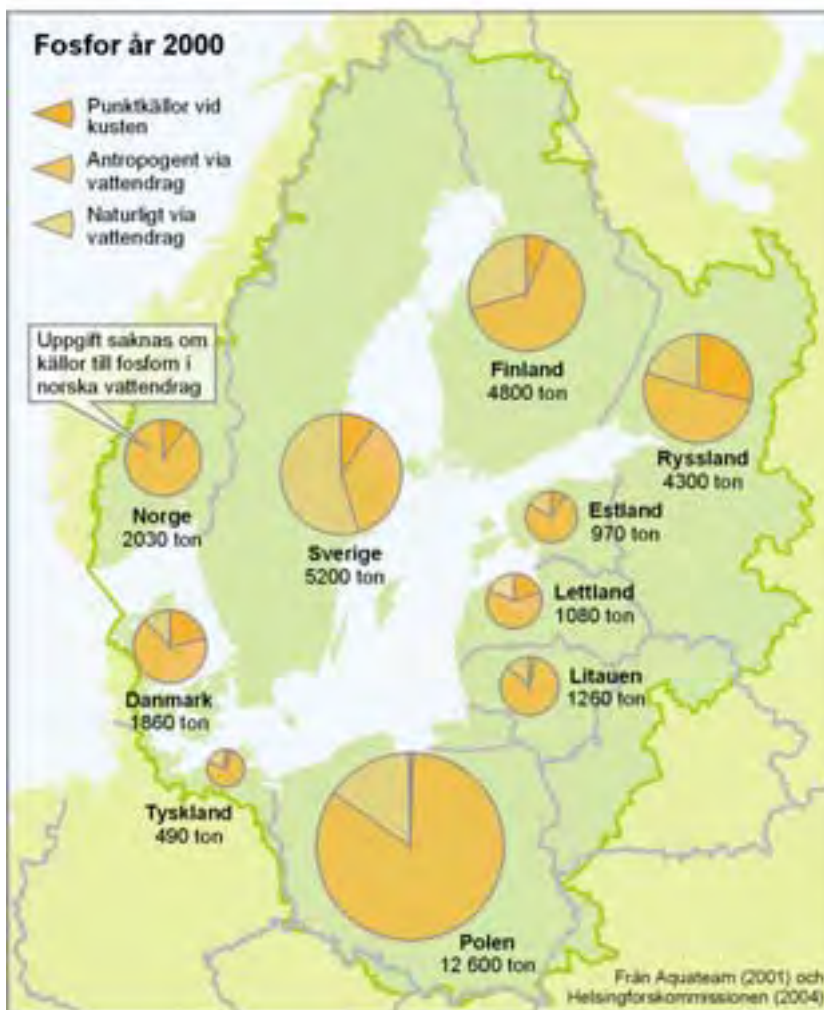 Fosfor år 2000
Punktkällor vid
kusten
Antropogent via
vattendrag
Naturligt via
vattendrag
Uppgift saknas om
källor till fosforn i
norska vattendrag
Finland
4800 ton
Ryssland
4300 ton
Norge
2030 ton
Sverige
5200 ton
Estland
970 ton
Lettland
1080 ton
Danmark
1860 ton
Litauen
1260 ton
Tyskland
490 ton
Polen
12 600 ton
Från Aquateam (2001) och
Helsingforskommissionen (2004)